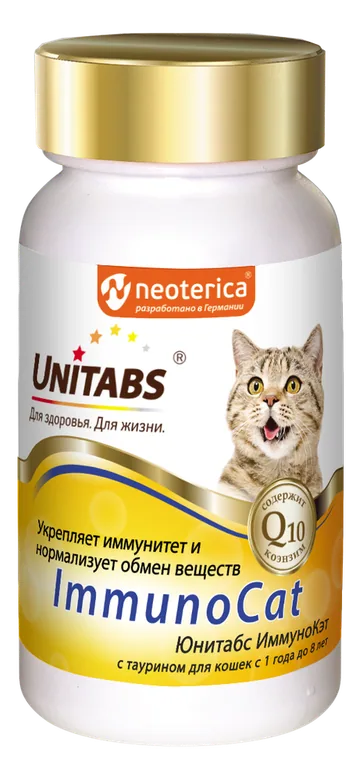 neoterica
разработано в Германии
UNITABS®
Для здоровья. Для жизни.
содержит
Q10
коэнзим
Укрепляет иммунитет и
нормализует обмен веществ
ImmunoCat
Юнитабс ИммуноКэт
с таурином для кошек с 1 года до 8 лет